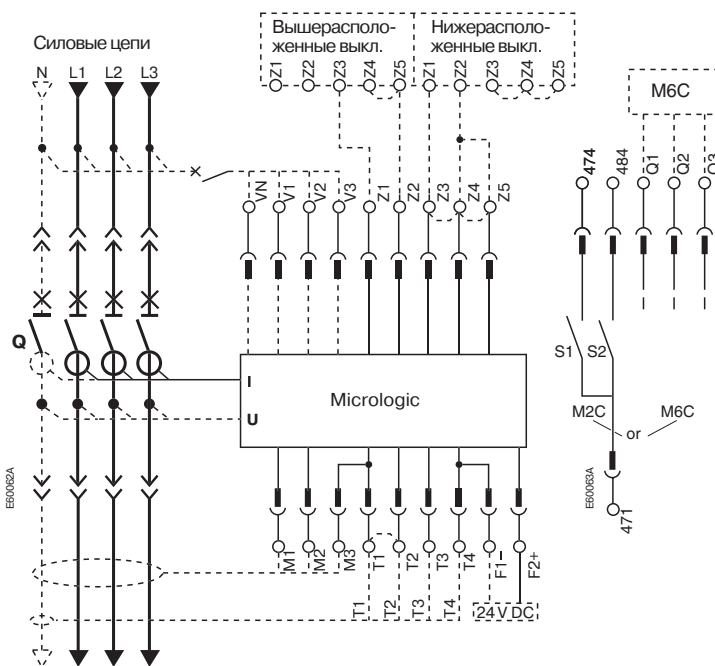 Силовые цепи
N L1 L2 L3
Вышерасполо-
женные выкл.
Z1 Z2 Z3 Z4 Z5
Нижерасполо-
женные выкл.
Z1 Z2 Z3 Z4 Z5
M6C
VN V1 V2 V3 Z1 Z2 Z3 Z4 Z5
474 484 Q1 Q2 Q3
Q
I
U
Micrologic
S1 S2
M2C or M6C
471
E60062A
E60063A
M1 M2 M3 T1 T2 T3 T4 F1– F2+
T1 T2 T3 T4
24 V DC